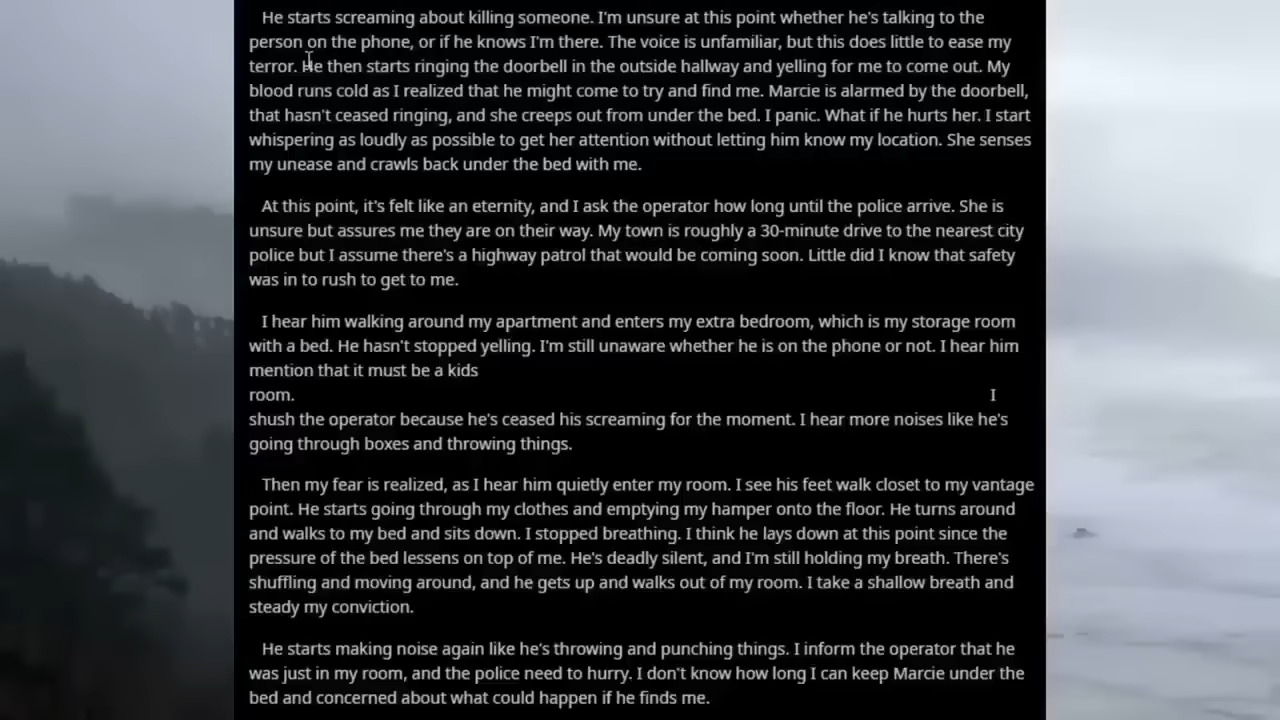 He starts screaming about killing someone. I'm unsure at this point whether he's talking to the
person on the phone, or if he knows I'm there. The voice is unfamiliar, but this does little to ease my
terror. He then starts ringing the doorbell in the outside hallway and yelling for me to come out. My
blood runs cold as I realized that he might come to try and find me. Marcie is alarmed by the doorbell,
that hasn't ceased ringing, and she creeps out from under the bed. I panic. What if he hurts her. I start
whispering as loudly as possible to get her attention without letting him know my location. She senses
my unease and crawls back under the bed with me.
At this point, it's felt like an eternity, and I ask the operator how long until the police arrive. She is
unsure but assures me they are on their way. My town is roughly a 30-minute drive to the nearest city
police but I assume there's a highway patrol that would be coming soon. Little did I know that safety
was in to rush to get to me.
I hear him walking around my apartment and enters my extra bedroom, which is my storage room
with a bed. He hasn't stopped yelling. I'm still unaware whether he is on the phone or not. I hear him
mention that it must be a kids
room. I
shush the operator because he's ceased his screaming for the moment. I hear more noises like he's
going through boxes and throwing things.
Then my fear is realized, as I hear him quietly enter my room. I see his feet walk closet to my vantage
point. He starts going through my clothes and emptying my hamper onto the floor. He turns around
and walks to my bed and sits down. I stopped breathing. I think he lays down at this point since the
pressure of the bed lessens on top of me. He's deadly silent, and I'm still holding my breath. There's
shuffling and moving around, and he gets up and walks out of my room. I take a shallow breath and
steady my conviction.
He starts making noise again like he's throwing and punching things. I inform the operator that he
was just in my room, and the police need to hurry. I don't know how long I can keep Marcie under the
bed and concerned about what could happen if he finds me.